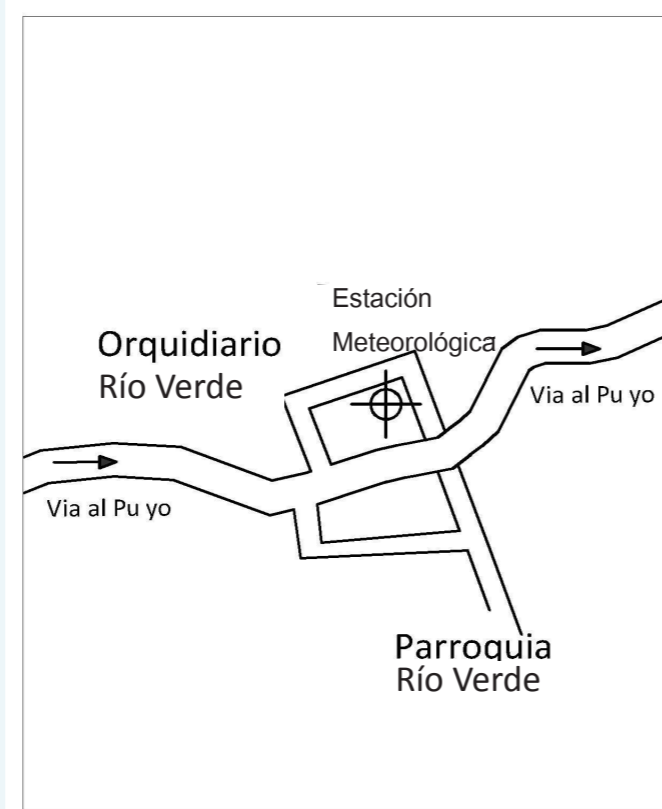 Estación
Meteorológica
Orquidiario
Río Verde
Via al Pu yo
Via al Pu yo
Parroquia
Río Verde